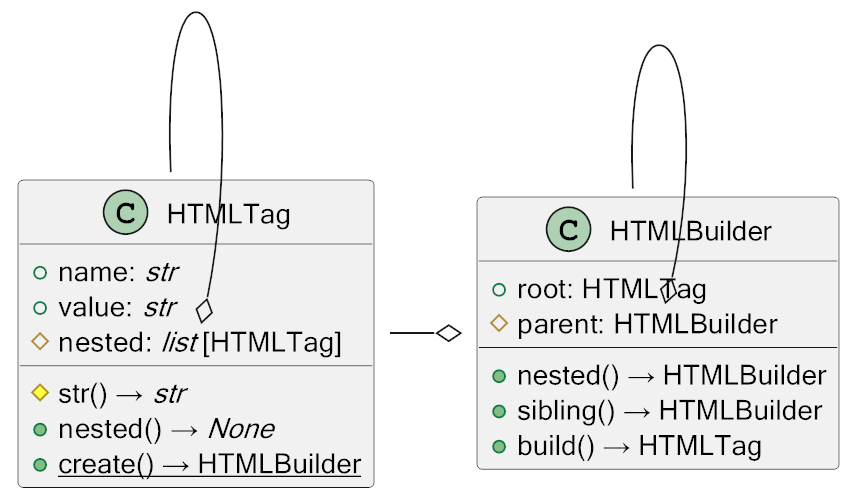 C HTMLTag
name: str
value: str
nested: list[HTMLTag]
str() → str
nested() → None
create() → HTMLBuilder
C HTMLBuilder
root: HTMLTag
parent: HTMLBuilder
nested() → HTMLBuilder
sibling() → HTMLBuilder
build() → HTMLTag